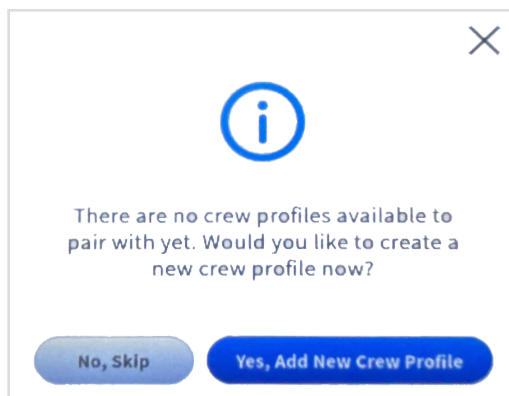 There are no crew profiles available to
pair with yet. Would you like to create a
new crew profile now?
No, Skip
Yes, Add New Crew Profile